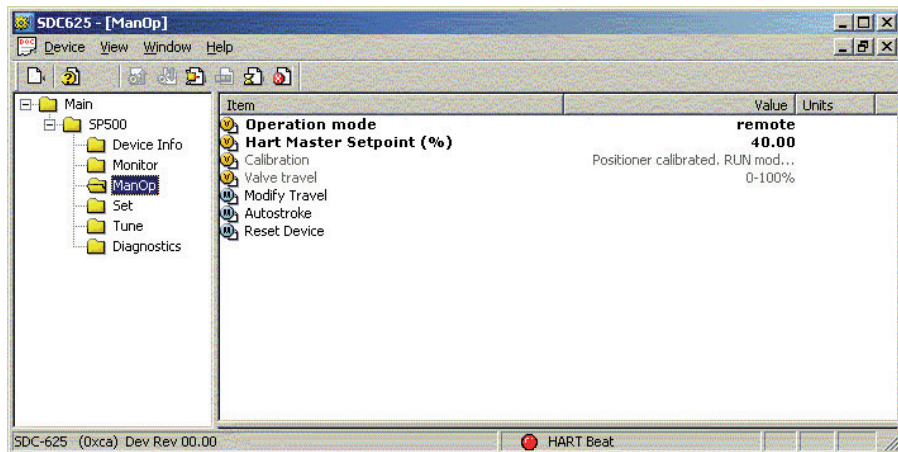 SDC625 - [ManOp]
Device View Window Help
Main
SP500
Device Info
Monitor
ManOp
Set
Tune
Diagnostics
Item Value Units
Operation mode remote
Hart Master Setpoint (%) 40.00
Calibration Positioner calibrated. RUN mod...
Valve travel 0-100%
Modify Travel
Autostroke
Reset Device
SDC-625 (0xca) Dev Rev 00.00 HART Beat